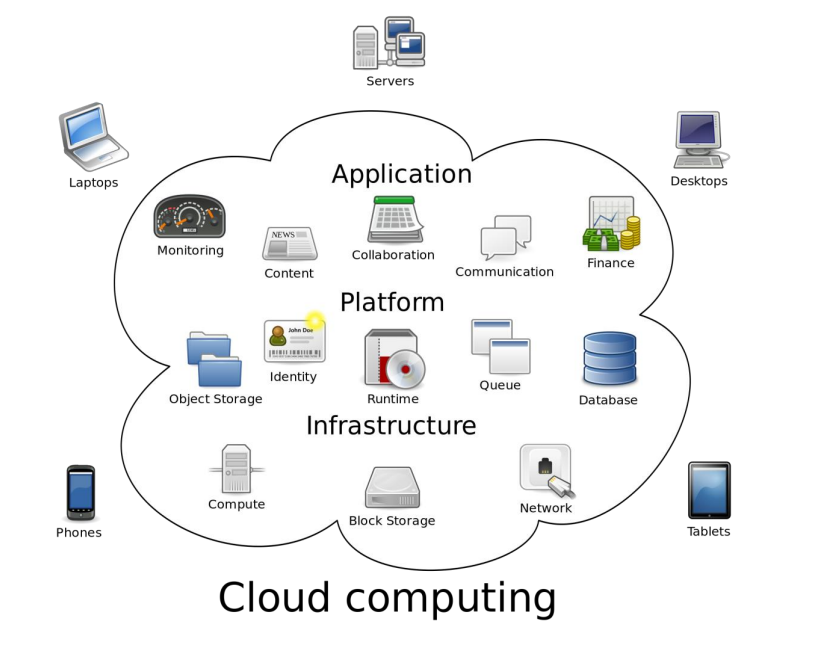 Servers
Laptops
Desktops
Application
Monitoring
NEWS
Content
Collaboration
Communication
Finance
Platform
John Doe
Object Storage
Identity
Runtime
Queue
Database
Infrastructure
Compute
Block Storage
Network
Phones
Tablets
Cloud computing